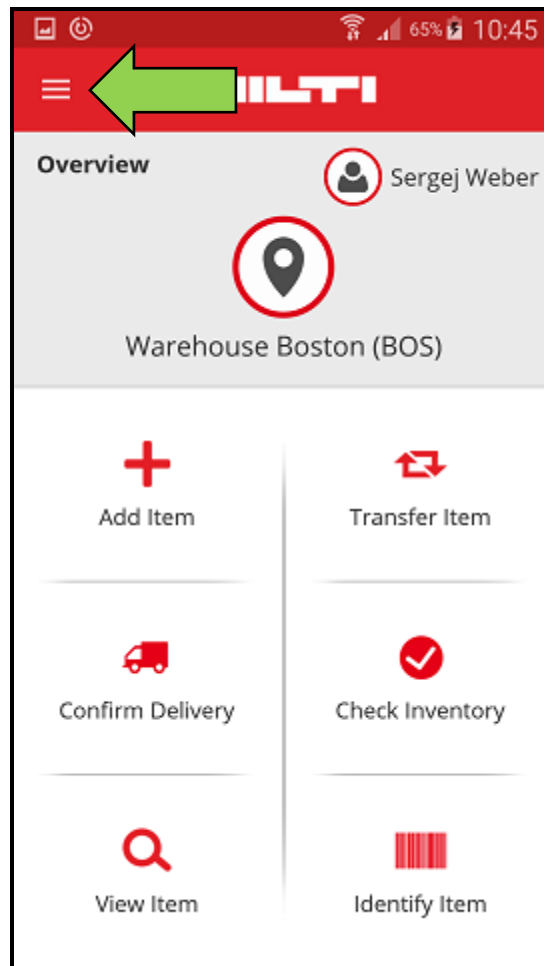 65% 10:45
HILTI
Overview
Sergej Weber
Warehouse Boston (BOS)
Add Item
Transfer Item
Confirm Delivery
Check Inventory
View Item
Identify Item